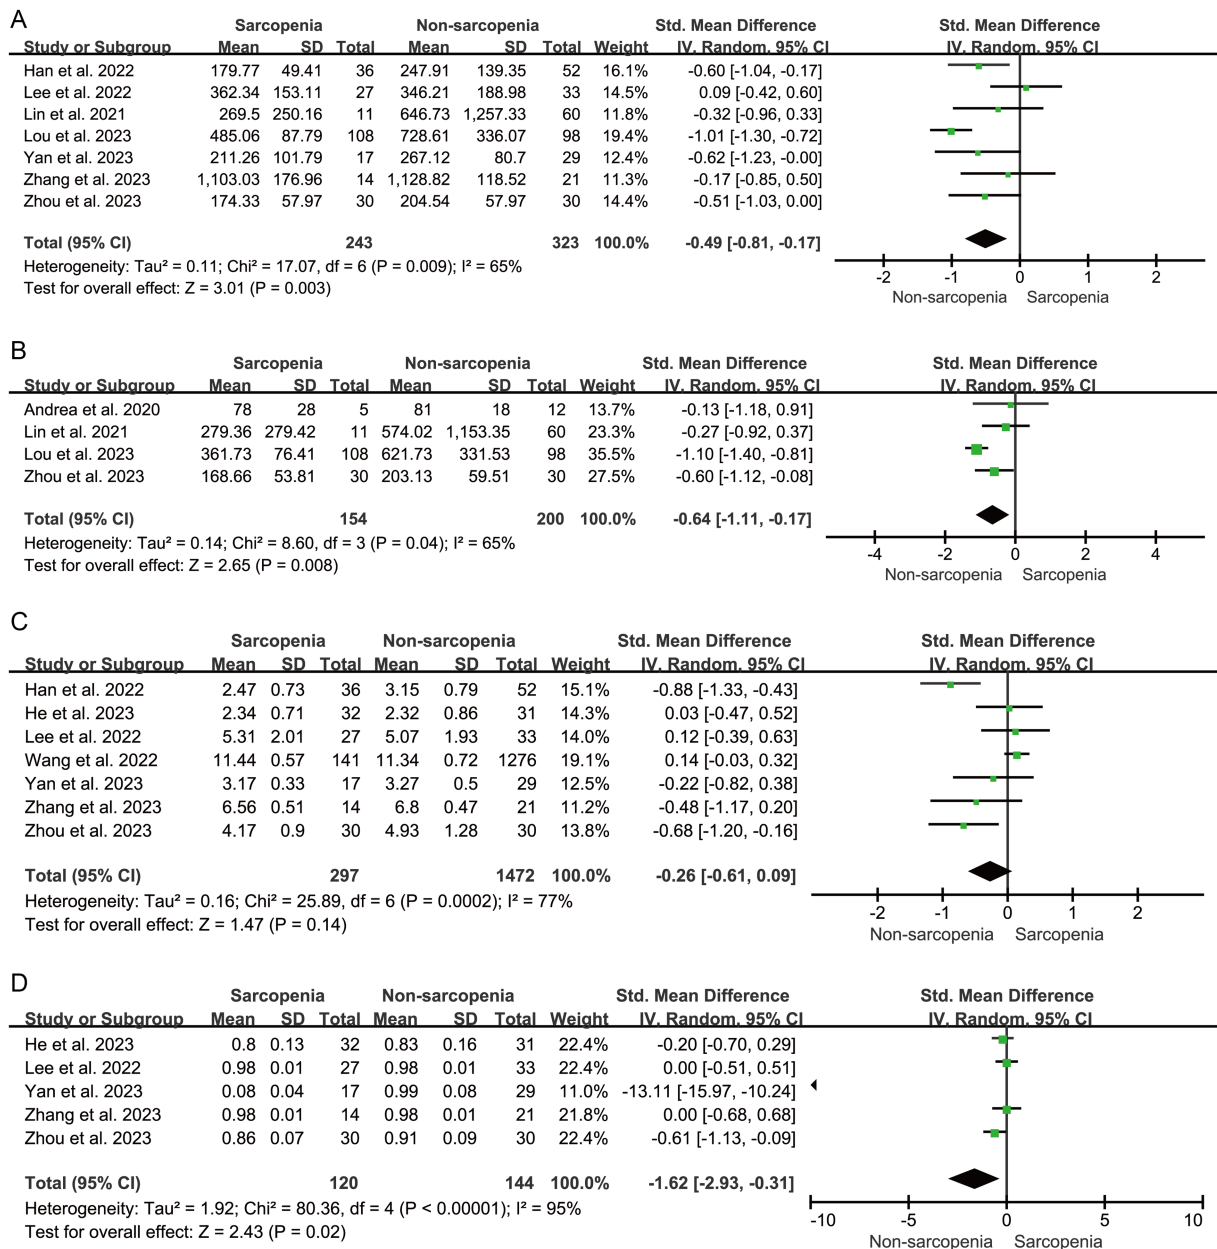 A
Sarcopenia Non-sarcopenia Std. Mean Difference Std. Mean Difference
Study or Subgroup Mean SD Total Mean SD Total Weight IV. Random. 95% CI IV. Random. 95% CI
Han et al. 2022 179.77 49.41 36 247.91 139.35 52 16.1% -0.60 [-1.04, -0.17]
Lee et al. 2022 362.34 153.11 27 346.21 188.98 33 14.5% 0.09 [-0.42, 0.60]
Lin et al. 2021 269.5 250.16 11 646.73 1,257.33 60 11.8% -0.32 [-0.96, 0.33]
Lou et al. 2023 485.06 87.79 108 728.61 336.07 98 19.4% -1.01 [-1.30, -0.72]
Yan et al. 2023 211.26 101.79 17 267.12 80.7 29 12.4% -0.62 [-1.23, -0.00]
Zhang et al. 2023 1,103.03 176.96 14 1,128.82 118.52 21 11.3% -0.17 [-0.85, 0.50]
Zhou et al. 2023 174.33 57.97 30 204.54 57.97 30 14.4% -0.51 [-1.03, 0.00]
Total (95% CI) 243 323 100.0% -0.49 [-0.81, -0.17]
Heterogeneity: Tau² = 0.11; Chi² = 17.07, df = 6 (P = 0.009); I² = 65%
Test for overall effect: Z = 3.01 (P = 0.003)
-2 -1 0 1 2
Non-sarcopenia Sarcopenia
B
Sarcopenia Non-sarcopenia Std. Mean Difference Std. Mean Difference
Study or Subgroup Mean SD Total Mean SD Total Weight IV. Random. 95% CI IV. Random. 95% CI
Andrea et al. 2020 78 28 5 81 18 12 13.7% -0.13 [-1.18, 0.91]
Lin et al. 2021 279.36 279.42 11 574.02 1,153.35 60 23.3% -0.27 [-0.92, 0.37]
Lou et al. 2023 361.73 76.41 108 621.73 331.53 98 35.5% -1.10 [-1.40, -0.81]
Zhou et al. 2023 168.66 53.81 30 203.13 59.51 30 27.5% -0.60 [-1.12, -0.08]
Total (95% CI) 154 200 100.0% -0.64 [-1.11, -0.17]
Heterogeneity: Tau² = 0.14; Chi² = 8.60, df = 3 (P = 0.04); I² = 65%
Test for overall effect: Z = 2.65 (P = 0.008)
-4 -2 0 2 4
Non-sarcopenia Sarcopenia
C
Sarcopenia Non-sarcopenia Std. Mean Difference Std. Mean Difference
Study or Subgroup Mean SD Total Mean SD Total Weight IV. Random. 95% CI IV. Random. 95% CI
Han et al. 2022 2.47 0.73 36 3.15 0.79 52 15.1% -0.88 [-1.33, -0.43]
He et al. 2023 2.34 0.71 32 2.32 0.86 31 14.3% 0.03 [-0.47, 0.52]
Lee et al. 2022 5.31 2.01 27 5.07 1.93 33 14.0% 0.12 [-0.39, 0.63]
Wang et al. 2022 11.44 0.57 141 11.34 0.72 1276 19.1% 0.14 [-0.03, 0.32]
Yan et al. 2023 3.17 0.33 17 3.27 0.5 29 12.5% -0.22 [-0.82, 0.38]
Zhang et al. 2023 6.56 0.51 14 6.8 0.47 21 11.2% -0.48 [-1.17, 0.20]
Zhou et al. 2023 4.17 0.9 30 4.93 1.28 30 13.8% -0.68 [-1.20, -0.16]
Total (95% CI) 297 1472 100.0% -0.26 [-0.61, 0.09]
Heterogeneity: Tau² = 0.16; Chi² = 25.89, df = 6 (P = 0.0002); I² = 77%
Test for overall effect: Z = 1.47 (P = 0.14)
-2 -1 0 1 2
Non-sarcopenia Sarcopenia
D
Sarcopenia Non-sarcopenia Std. Mean Difference Std. Mean Difference
Study or Subgroup Mean SD Total Mean SD Total Weight IV. Random. 95% CI IV. Random. 95% CI
He et al. 2023 0.8 0.13 32 0.83 0.16 31 22.4% -0.20 [-0.70, 0.29]
Lee et al. 2022 0.98 0.01 27 0.98 0.01 33 22.4% 0.00 [-0.51, 0.51]
Yan et al. 2023 0.08 0.04 17 0.99 0.08 29 11.0% -13.11 [-15.97, -10.24]
Zhang et al. 2023 0.98 0.01 14 0.98 0.01 21 21.8% 0.00 [-0.68, 0.68]
Zhou et al. 2023 0.86 0.07 30 0.91 0.09 30 22.4% -0.61 [-1.13, -0.09]
Total (95% CI) 120 144 100.0% -1.62 [-2.93, -0.31]
Heterogeneity: Tau² = 1.92; Chi² = 80.36, df = 4 (P < 0.00001); I² = 95%
Test for overall effect: Z = 2.43 (P = 0.02)
-10 -5 0 5 10
Non-sarcopenia Sarcopenia